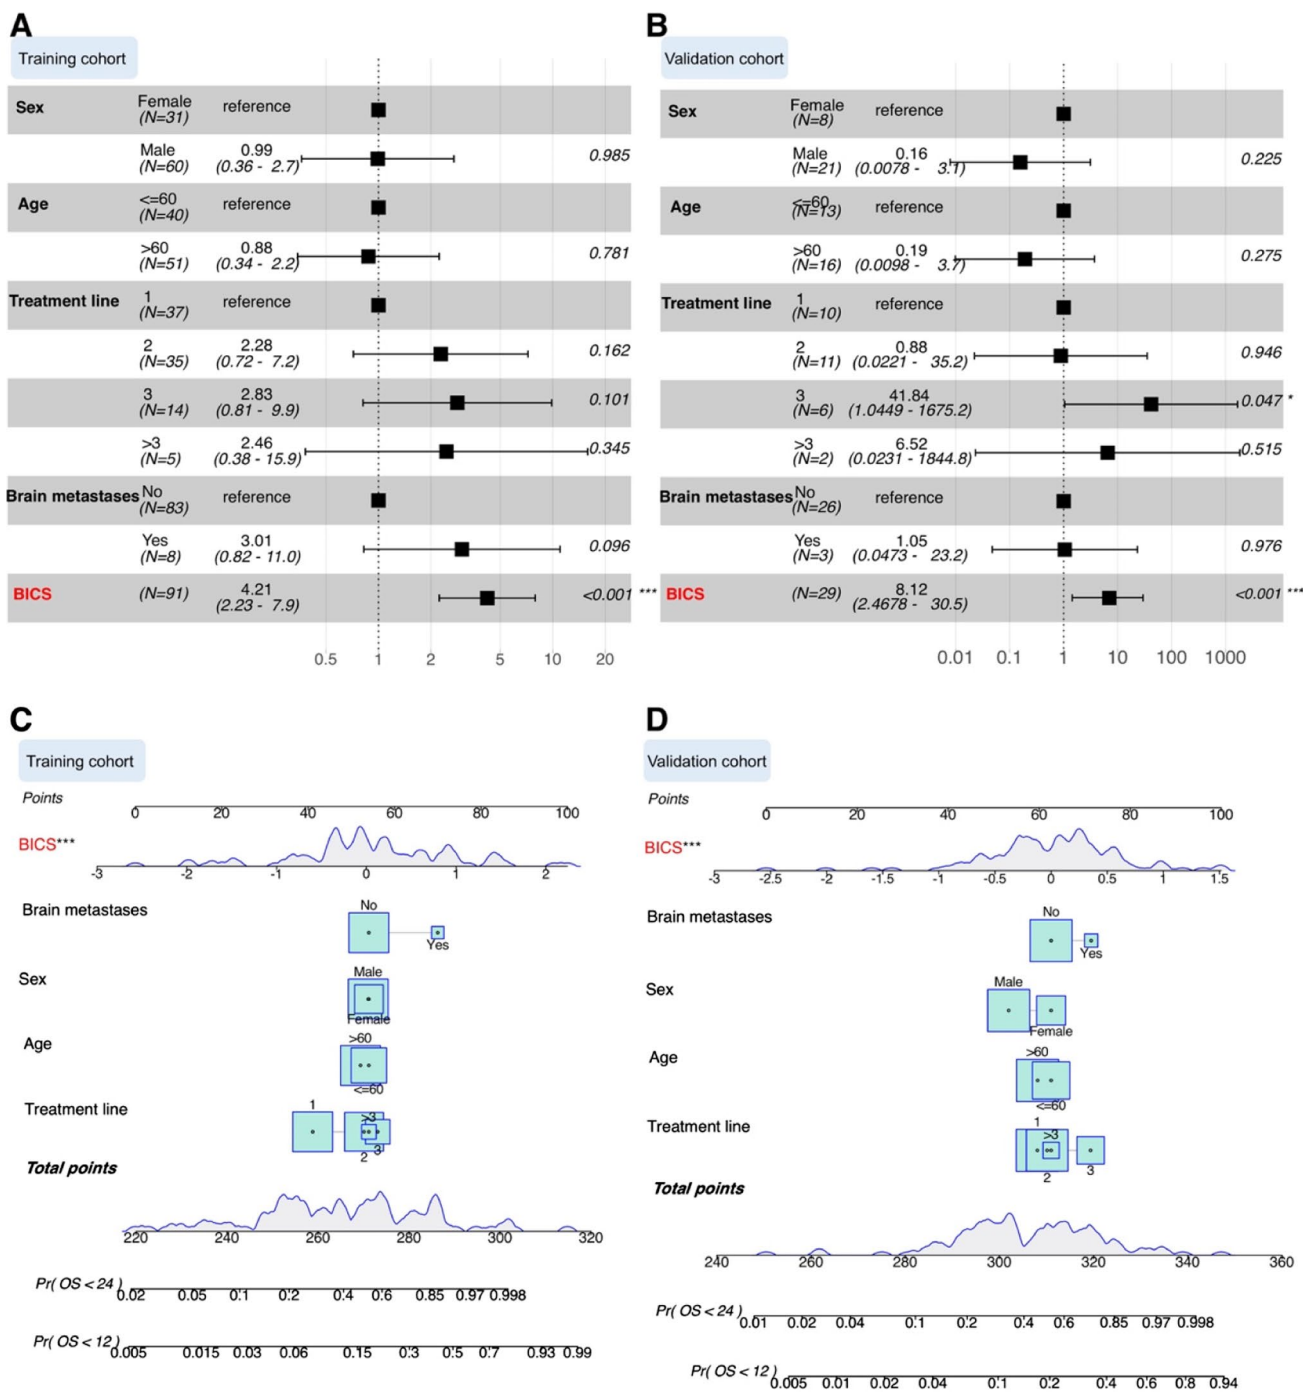 A
Training cohort
Sex Female reference
(N=31)
Male 0.99 0.985
(N=60) (0.36 - 2.7)
Age <=60 reference
(N=40)
>60 0.88 0.781
(N=51) (0.34 - 2.2)
Treatment line 1 reference
(N=37)
2 2.28 0.162
(N=35) (0.72 - 7.2)
3 2.83 0.101
(N=14) (0.81 - 9.9)
>3 2.46 0.345
(N=5) (0.38 - 15.9)
Brain metastases No reference
(N=83)
Yes 3.01 0.096
(N=8) (0.82 - 11.0)
BICS (N=91) 4.21 <0.001 ***
(2.23 - 7.9)
0.5 1 2 5 10 20
B
Validation cohort
Sex Female reference
(N=8)
Male 0.16 0.225
(N=21) (0.0078 - 3.1)
Age <=60 reference
(N=13)
>60 0.19 0.275
(N=16) (0.0098 - 3.7)
Treatment line 1 reference
(N=10)
2 0.88 0.946
(N=11) (0.0221 - 35.2)
3 41.84 0.047 *
(N=6) (1.0449 - 1675.2)
>3 6.52 0.515
(N=2) (0.0231 - 1844.8)
Brain metastases No reference
(N=26)
Yes 1.05 0.976
(N=3) (0.0473 - 23.2)
BICS (N=29) 8.12 <0.001 ***
(2.4678 - 30.5)
0.01 0.1 1 10 100 1000
C
Training cohort
Points
0 20 40 60 80 100
BICS***
-3 -2 -1 0 1 2
Brain metastases
No
Yes
Sex
Male
Female
Age
>60
<=60
Treatment line
1
>3
3
2
Total points
220 240 260 280 300 320
Pr( OS < 24 )
0.02 0.05 0.1 0.2 0.4 0.6 0.85 0.97 0.998
Pr( OS < 12 )
0.005 0.015 0.03 0.06 0.15 0.3 0.5 0.7 0.93 0.99
D
Validation cohort
Points
0 20 40 60 80 100
BICS***
-3 -2.5 -2 -1.5 -1 -0.5 0 0.5 1 1.5
Brain metastases
No
Yes
Sex
Male
Female
Age
>60
<=60
Treatment line
1
>3
3
2
Total points
240 260 280 300 320 340 360
Pr( OS < 24 )
0.01 0.02 0.04 0.1 0.2 0.4 0.6 0.85 0.97 0.998
Pr( OS < 12 )
0.005 0.01 0.02 0.04 0.1 0.2 0.4 0.6 0.8 0.94